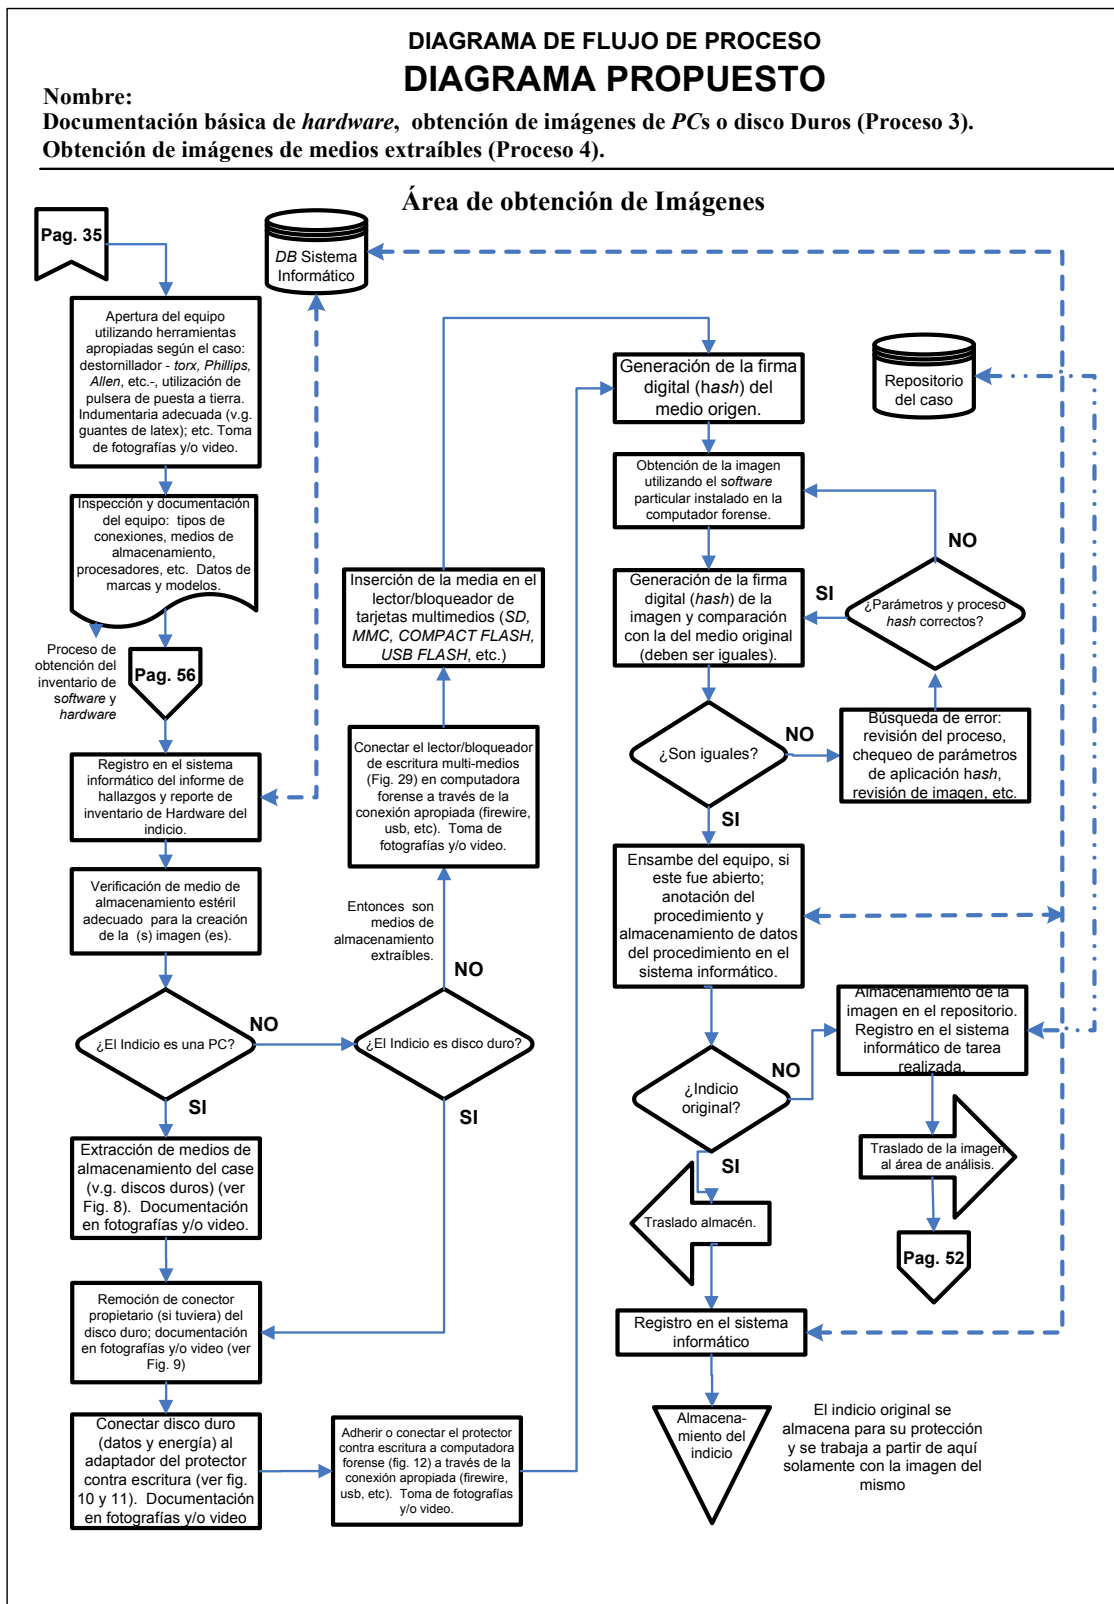 DIAGRAMA DE FLUJO DE PROCESO
DIAGRAMA PROPUESTO
Nombre:
Documentación básica de hardware, obtención de imágenes de PCs o disco Duros (Proceso 3).
Obtención de imágenes de medios extraíbles (Proceso 4).
Área de obtención de Imágenes
Pag. 35
DB Sistema
Informático
Apertura del equipo
utilizando herramientas
apropiadas según el caso:
destornillador - torx, Phillips,
Allen, etc.-, utilización de
pulsera de puesta a tierra.
Indumentaria adecuada (v.g.
guantes de latex); etc. Toma
de fotografías y/o video.
Inspección y documentación
del equipo: tipos de
conexiones, medios de
almacenamiento,
procesadores, etc. Datos de
marcas y modelos.
Proceso de
obtención del
inventario de
software y
hardware
Pag. 56
Registro en el sistema
informático del informe de
hallazgos y reporte de
inventario de Hardware del
indicio.
Verificación de medio de
almacenamiento estéril
adecuado para la creación
de la (s) imagen (es).
¿El Indicio es una PC?
NO
SI
¿El Indicio es disco duro?
NO
SI
Entonces son
medios de
almacenamiento
extraíbles.
Conectar el lector/bloqueador
de escritura multi-medios
(Fig. 29) en computadora
forense a través de la
conexión apropiada (firewire,
usb, etc). Toma de
fotografías y/o video.
Inserción de la media en el
lector/bloqueador de
tarjetas multimedios (SD,
MMC, COMPACT FLASH,
USB FLASH, etc.)
Extracción de medios de
almacenamiento del case
(v.g. discos duros) (ver
Fig. 8). Documentación
en fotografías y/o video.
Remoción de conector
propietario (si tuviera) del
disco duro; documentación
en fotografías y/o video (ver
Fig. 9)
Conectar disco duro
(datos y energía) al
adaptador del protector
contra escritura (ver fig.
10 y 11). Documentación
en fotografías y/o video
Adherir o conectar el protector
contra escritura a computadora
forense (fig. 12) a través de la
conexión apropiada (firewire,
usb, etc). Toma de fotografías
y/o video.
Generación de la firma
digital (hash) del
medio origen.
Repositorio
del caso
Obtención de la imagen
utilizando el software
particular instalado en la
computador forense.
Generación de la firma
digital (hash) de la
imagen y comparación
con la del medio original
(deben ser iguales).
NO
SI
¿Parámetros y proceso
hash correctos?
¿Son iguales?
NO
SI
Búsqueda de error:
revisión del proceso,
chequeo de parámetros
de aplicación hash,
revisión de imagen, etc.
Ensambe del equipo, si
este fue abierto;
anotación del
procedimiento y
almacenamiento de datos
del procedimiento en el
sistema informático.
¿Indicio
original?
NO
SI
Almacenamiento de la
imagen en el repositorio.
Registro en el sistema
informático de tarea
realizada.
Traslado de la imagen
al área de análisis.
Pag. 52
Traslado almacén.
Registro en el sistema
informático
Almacena-
miento del
indicio
El indicio original se
almacena para su protección
y se trabaja a partir de aquí
solamente con la imagen del
mismo